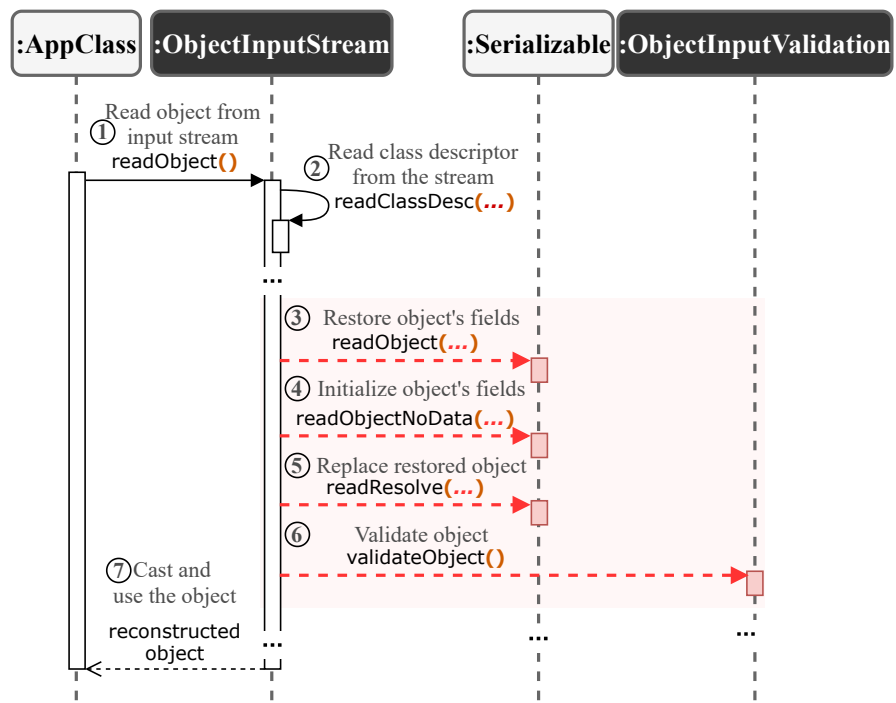 :AppClass
:ObjectInputStream
:Serializable
:ObjectInputValidation
1
Read object from
input stream
readObject()
2
Read class descriptor
from the stream
readClassDesc(...)
...
3
Restore object's fields
readObject(...)
4
Initialize object's fields
readObjectNoData(...)
5
Replace restored object
readResolve(...)
6
Validate object
validateObject()
7
Cast and
use the object
reconstructed
object
...
...
...